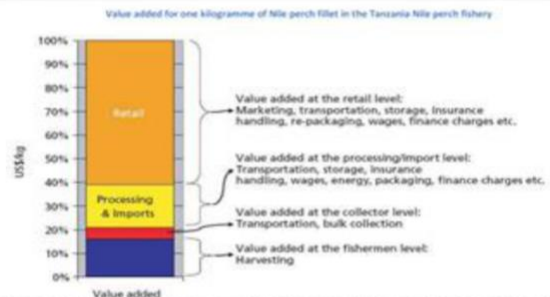 Value added for one kilogramme of Nile perch fillet in the Tanzania Nile perch fishery
100%
90%
80%
70%
60%
50%
40%
30%
20%
10%
0%
US$/kg
Retail
Processing
& Imports
Value added
Value added at the retail level:
Marketing, transportation, storage, insurance
handling, re-packaging, wages, finance charges etc.
Value added at the processing/import level:
Transportation, storage, insurance
handling, wages, energy, packaging, finance charges etc.
Value added at the collector level:
Transportation, bulk collection
Value added at the fishermen level:
Harvesting